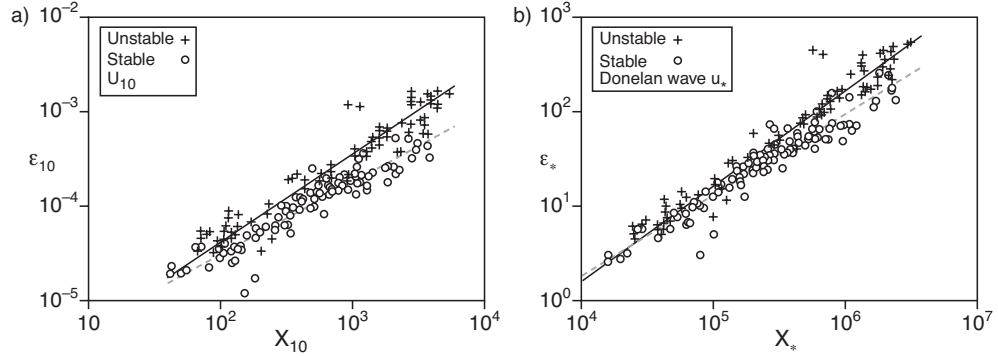 a)
10⁻²
10⁻³
ε₁₀
10⁻⁴
10⁻⁵
Unstable +
Stable o
U₁₀
10
10²
10³
10⁴
X₁₀
b)
10³
10²
ε*
10¹
10⁰
Unstable +
Stable o
Donelan wave u*
10⁴
10⁵
10⁶
10⁷
X*